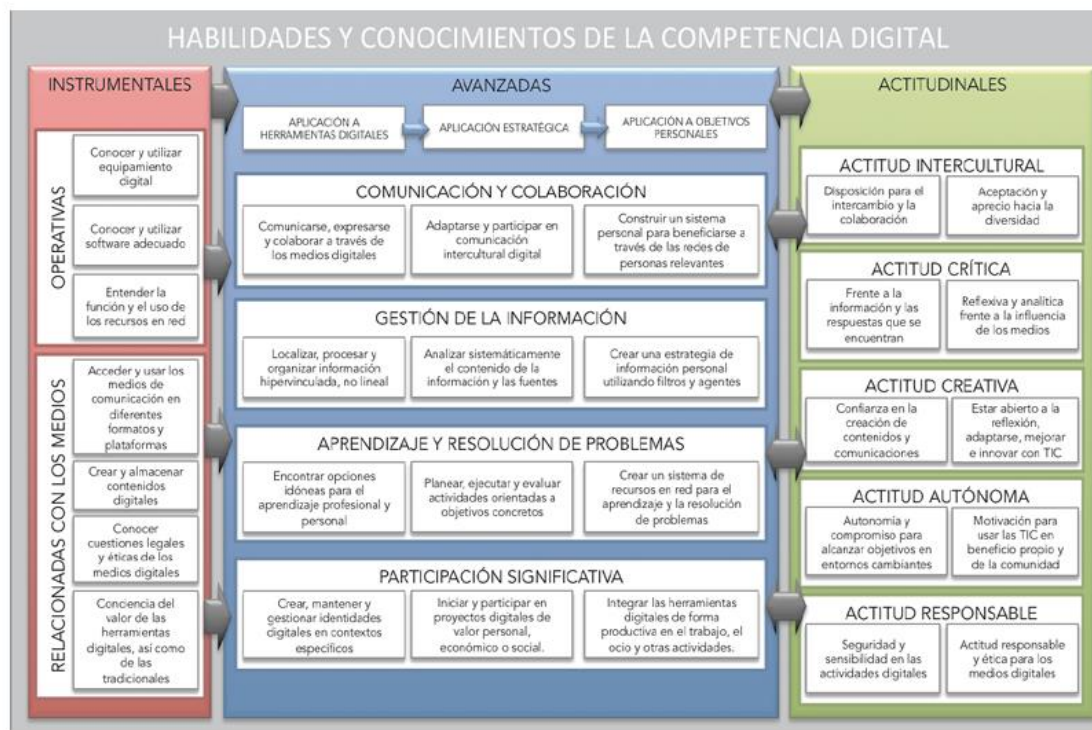 HABILIDADES Y CONOCIMIENTOS DE LA COMPETENCIA DIGITAL
INSTRUMENTALES
OPERATIVAS
Conocer y utilizar
equipamiento
digital
Conocer y utilizar
software adecuado
Entender la
función y el uso de
los recursos en red
RELACIONADAS CON LOS MEDIOS
Acceder y usar los
medios de
comunicación en
diferentes
formatos y
plataformas
Crear y almacenar
contenidos
digitales
Conocer
cuestiones legales
y éticas de los
medios digitales
Conciencia del
valor de las
herramientas
digitales, así como
de las
tradicionales
AVANZADAS
APLICACIÓN A
HERRAMIENTAS DIGITALES
APLICACIÓN ESTRATÉGICA
APLICACIÓN A OBJETIVOS
PERSONALES
COMUNICACIÓN Y COLABORACIÓN
Comunicarse, expresarse
y colaborar a través de
los medios digitales
Adaptarse y participar en
comunicación
intercultural digital
Construir un sistema
personal para beneficiarse a
través de las redes de
personas relevantes
GESTIÓN DE LA INFORMACIÓN
Localizar, procesar y
organizar información
hipervinculada, no lineal
Analizar sistemáticamente
el contenido de la
información y las fuentes
Crear una estrategia de
información personal
utilizando filtros y agentes
APRENDIZAJE Y RESOLUCIÓN DE PROBLEMAS
Encontrar opciones
idóneas para el
aprendizaje profesional y
personal
Planear, ejecutar y evaluar
actividades orientadas a
objetivos concretos
Crear un sistema de
recursos en red para el
aprendizaje y la resolución
de problemas
PARTICIPACIÓN SIGNIFICATIVA
Crear, mantener y
gestionar identidades
digitales en contextos
específicos
Iniciar y participar en
proyectos digitales de
valor personal,
económico o social.
Integrar las herramientas
digitales de forma
productiva en el trabajo, el
ocio y otras actividades.
ACTITUDINALES
ACTITUD INTERCULTURAL
Disposición para el
intercambio y la
colaboración
Aceptación y
aprecio hacia la
diversidad
ACTITUD CRÍTICA
Frente a la
información y las
respuestas que se
encuentran
Reflexiva y analítica
frente a la influencia
de los medios
ACTITUD CREATIVA
Confianza en la
creación de
contenidos y
comunicaciones
Estar abierto a la
reflexión,
adaptarse, mejorar
e innovar con TIC
ACTITUD AUTÓNOMA
Autonomía y
compromiso para
alcanzar objetivos en
entornos cambiantes
Motivación para
usar las TIC en
beneficio propio y
de la comunidad
ACTITUD RESPONSABLE
Seguridad y
sensibilidad en las
actividades digitales
Actitud responsable
y ética para los
medios digitales